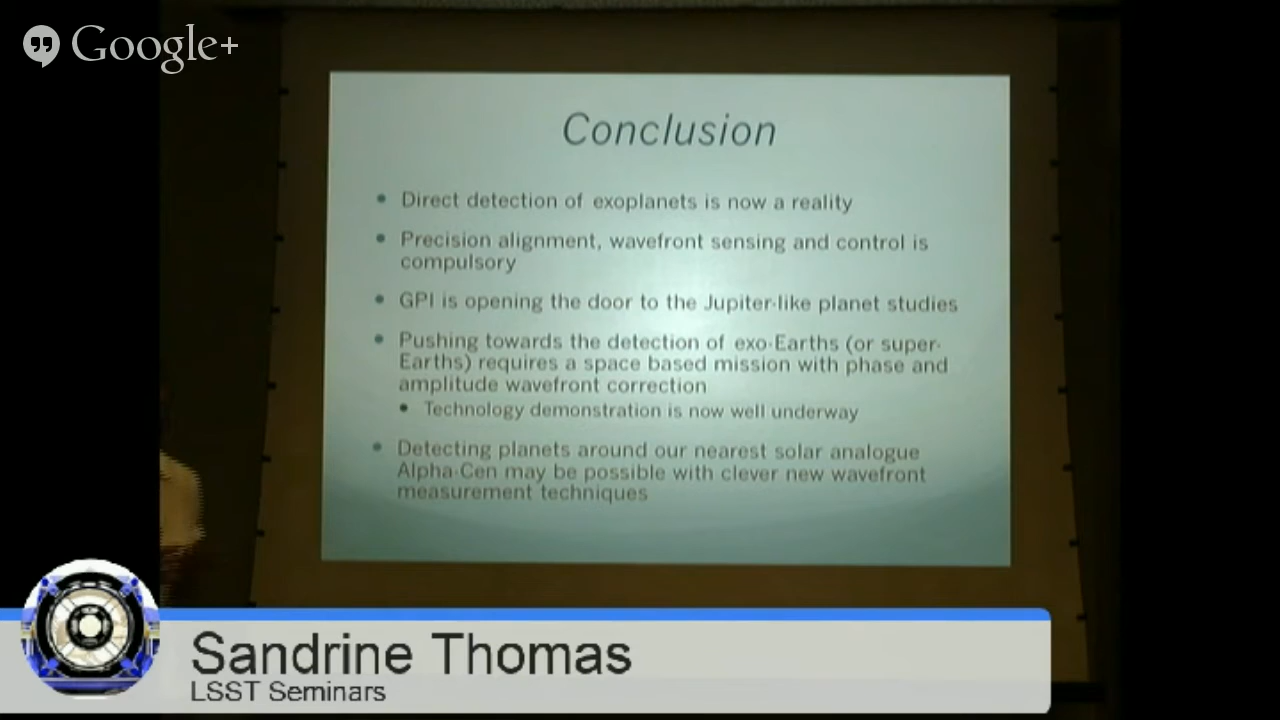 Google+
Conclusion
• Direct detection of exoplanets is now a reality
• Precision alignment, wavefront sensing and control is
compulsory
• GPI is opening the door to the Jupiter-like planet studies
• Pushing towards the detection of exo-Earths (or super-
Earths) requires a space based mission with phase and
amplitude wavefront correction
• Technology demonstration is now well underway
• Detecting planets around our nearest solar analogue
Alpha-Cen may be possible with clever new wavefront
measurement techniques
Sandrine Thomas
LSST Seminars